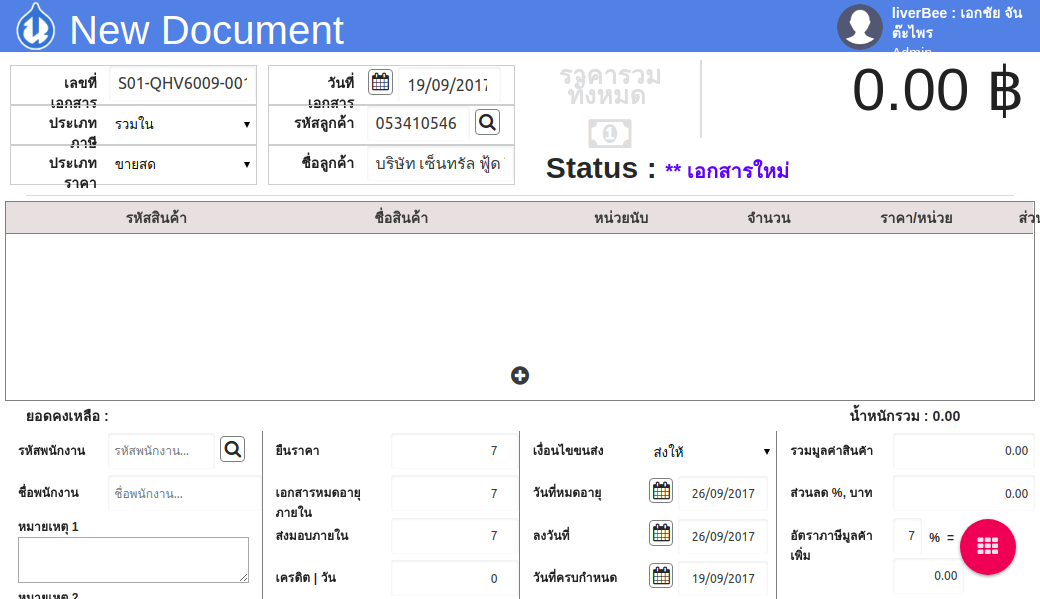 New Document
liverBee : เอกชัย จัน
ต๊ะไพร
Admin
เลขที่
เอกสาร
S01-QHV6009-001
วันที่
เอกสาร
19/09/2017
ราคารวม
ทั้งหมด
0.00 ฿
ประเภท
ภาษี
รวมใน
รหัสลูกค้า
053410546
ประเภท
ราคา
ขายสด
ชื่อลูกค้า
บริษัท เซ็นทรัล ฟู้ด
Status : ** เอกสารใหม่
รหัสสินค้า ชื่อสินค้า หน่วยนับ จำนวน ราคา/หน่วย
ยอดคงเหลือ : น้ำหนักรวม : 0.00
รหัสพนักงาน รหัสพนักงาน...
ชื่อพนักงาน ชื่อพนักงาน...
หมายเหตุ 1
หมายเหตุ 2
ยืนราคา 7
เอกสารหมดอายุ 7
ภายใน
ส่งมอบภายใน 7
เครดิต | วัน 0
เงื่อนไขขนส่ง ส่งให้
วันที่หมดอายุ 26/09/2017
ลงวันที่ 26/09/2017
วันที่ครบกำหนด 19/09/2017
รวมมูลค่าสินค้า 0.00
ส่วนลด %, บาท 0.00
อัตราภาษีมูลค่า 7 % =
เพิ่ม
0.00